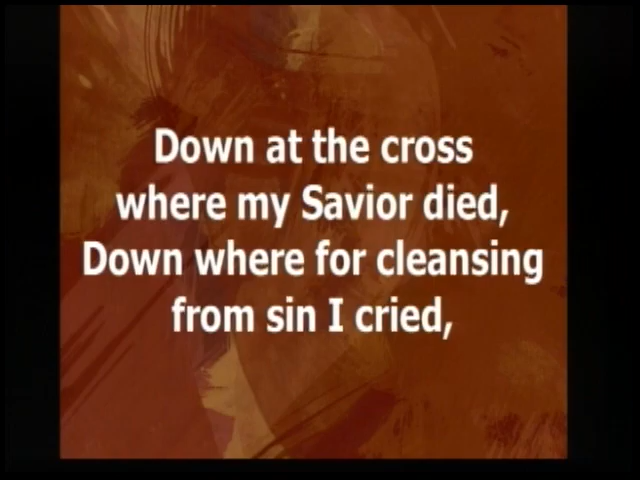 Down at the cross
where my Savior died,
Down where for cleansing
from sin I cried,